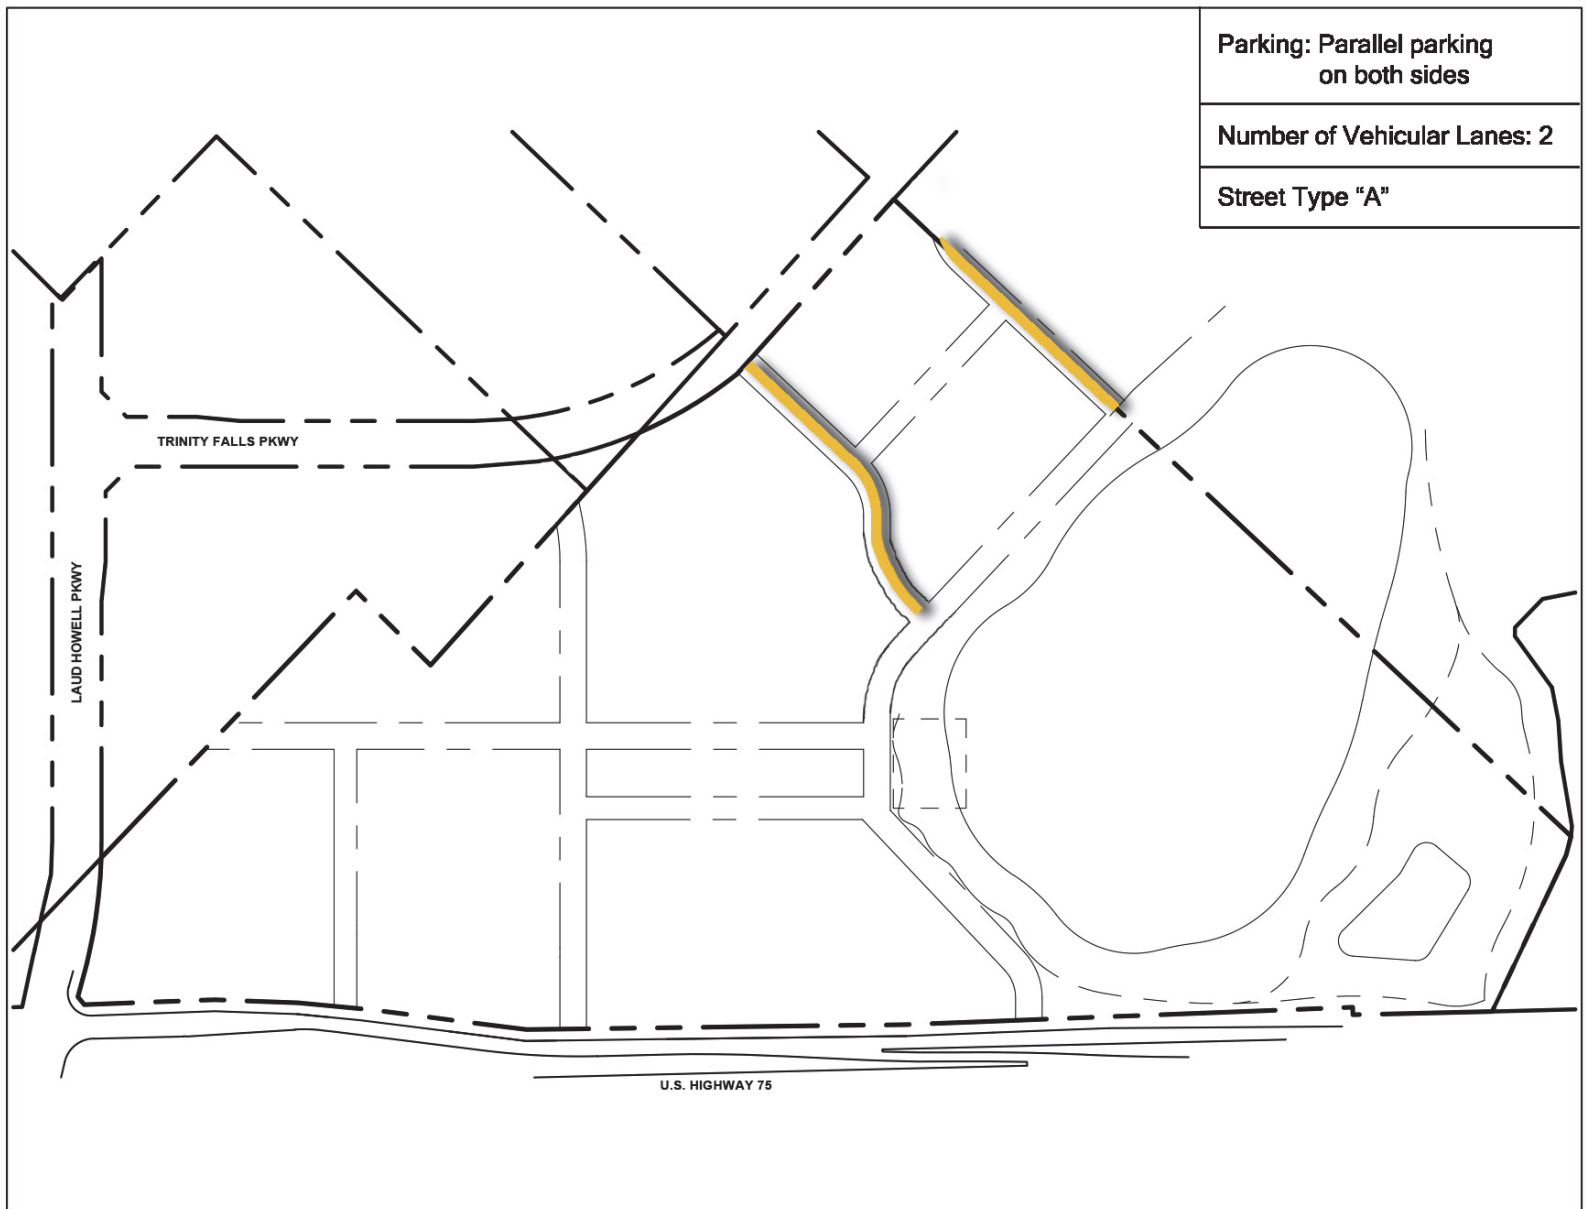 Parking: Parallel parking
on both sides
Number of Vehicular Lanes: 2
Street Type “A”
TRINITY FALLS PKWY
LAUD HOWELL PKWY
U.S. HIGHWAY 75